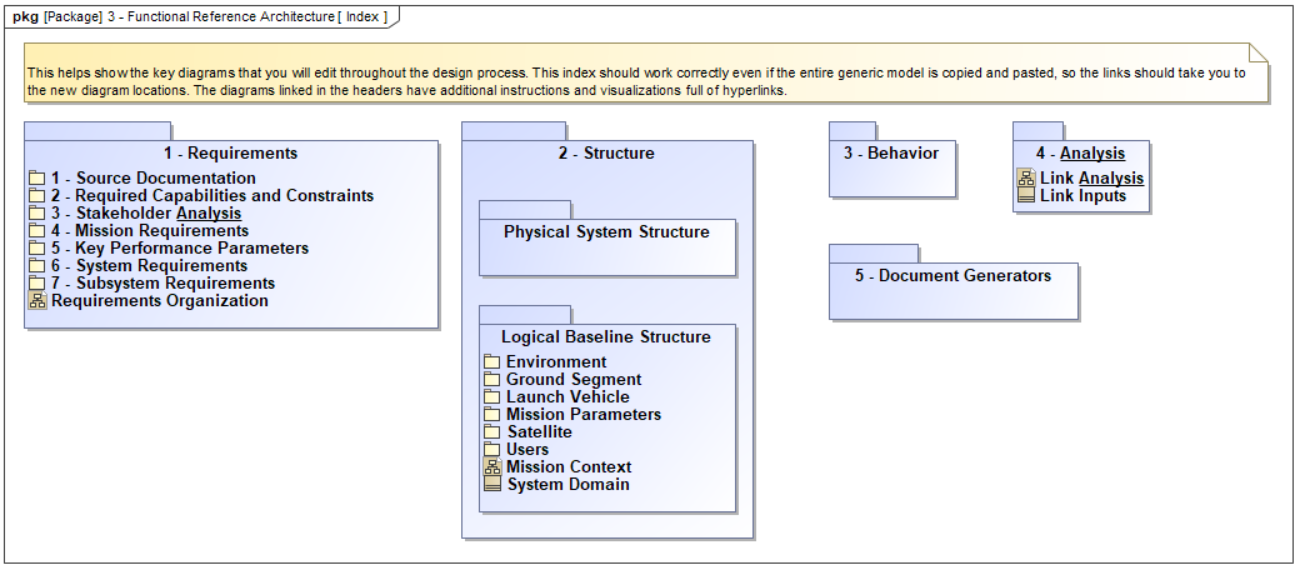 pkg [Package] 3 - Functional Reference Architecture [ Index ]
This helps show the key diagrams that you will edit throughout the design process. This index should work correctly even if the entire generic model is copied and pasted, so the links should take you to
the new diagram locations. The diagrams linked in the headers have additional instructions and visualizations full of hyperlinks.
1 - Requirements
1 - Source Documentation
2 - Required Capabilities and Constraints
3 - Stakeholder Analysis
4 - Mission Requirements
5 - Key Performance Parameters
6 - System Requirements
7 - Subsystem Requirements
Requirements Organization
2 - Structure
Physical System Structure
Logical Baseline Structure
Environment
Ground Segment
Launch Vehicle
Mission Parameters
Satellite
Users
Mission Context
System Domain
3 - Behavior
4 - Analysis
Link Analysis
Link Inputs
5 - Document Generators